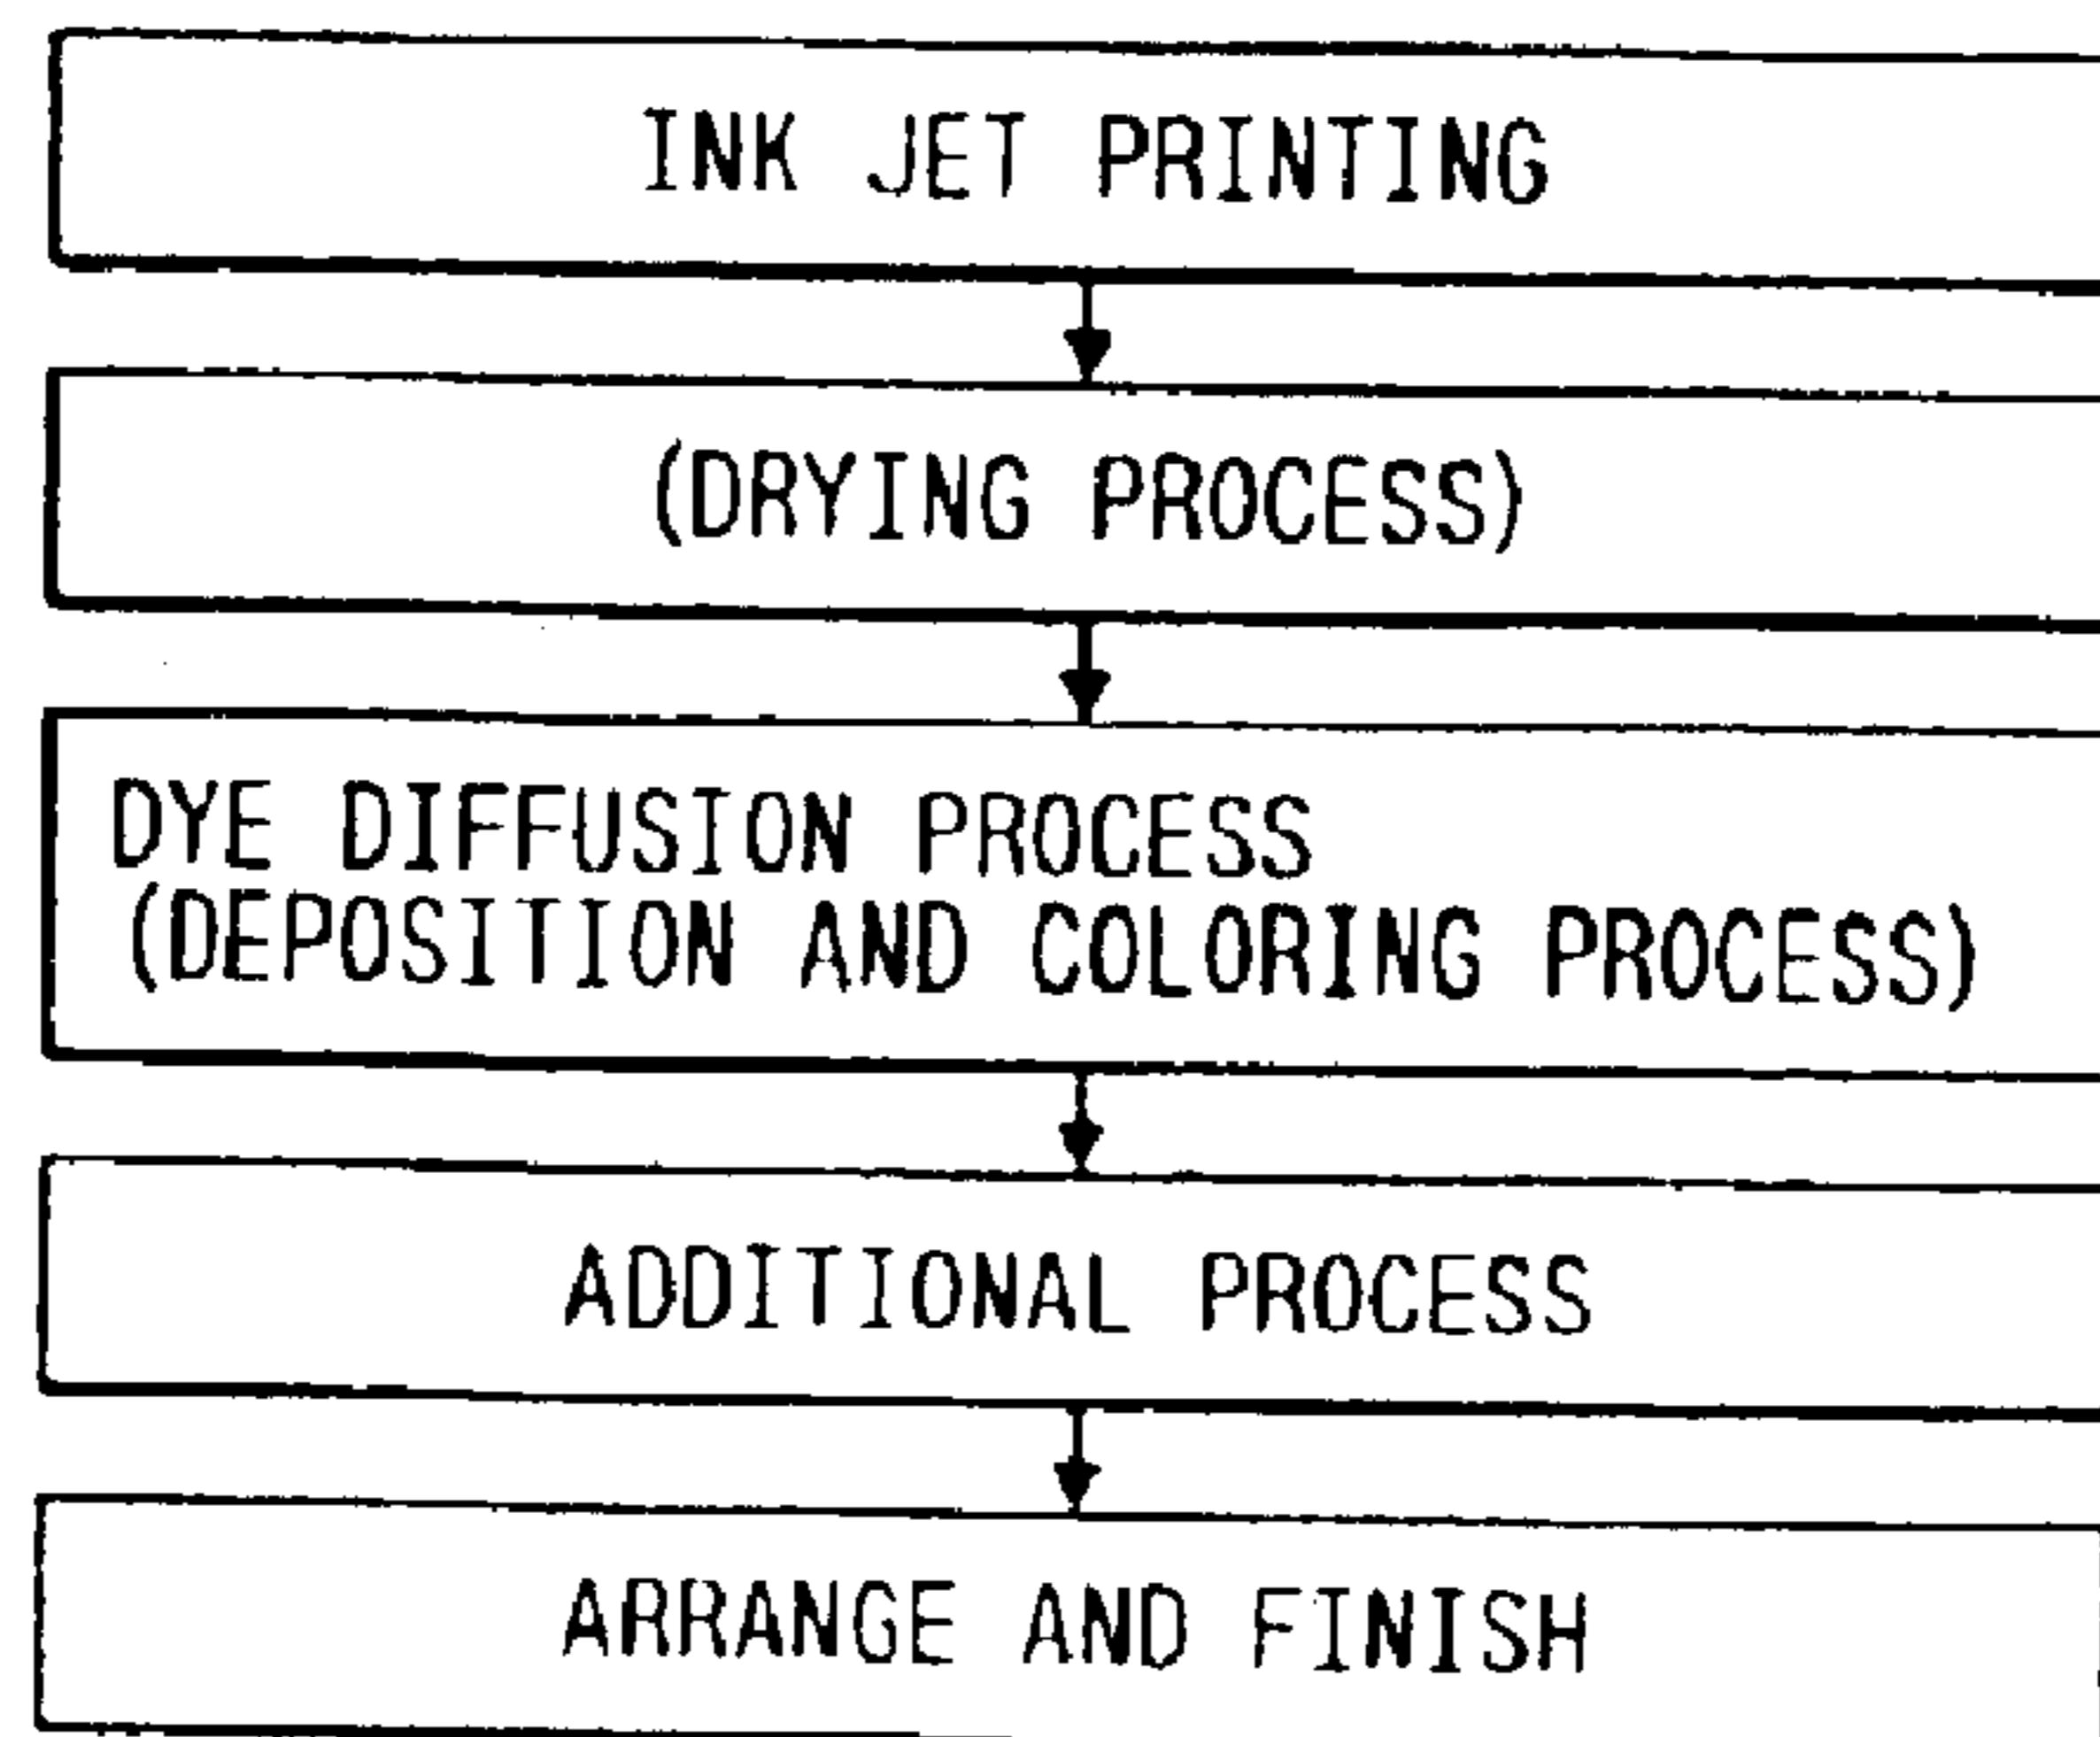 INK JET PRINTING
(DRYING PROCESS)
DYE DIFFUSION PROCESS
(DEPOSITION AND COLORING PROCESS)
ADDITIONAL PROCESS
ARRANGE AND FINISH